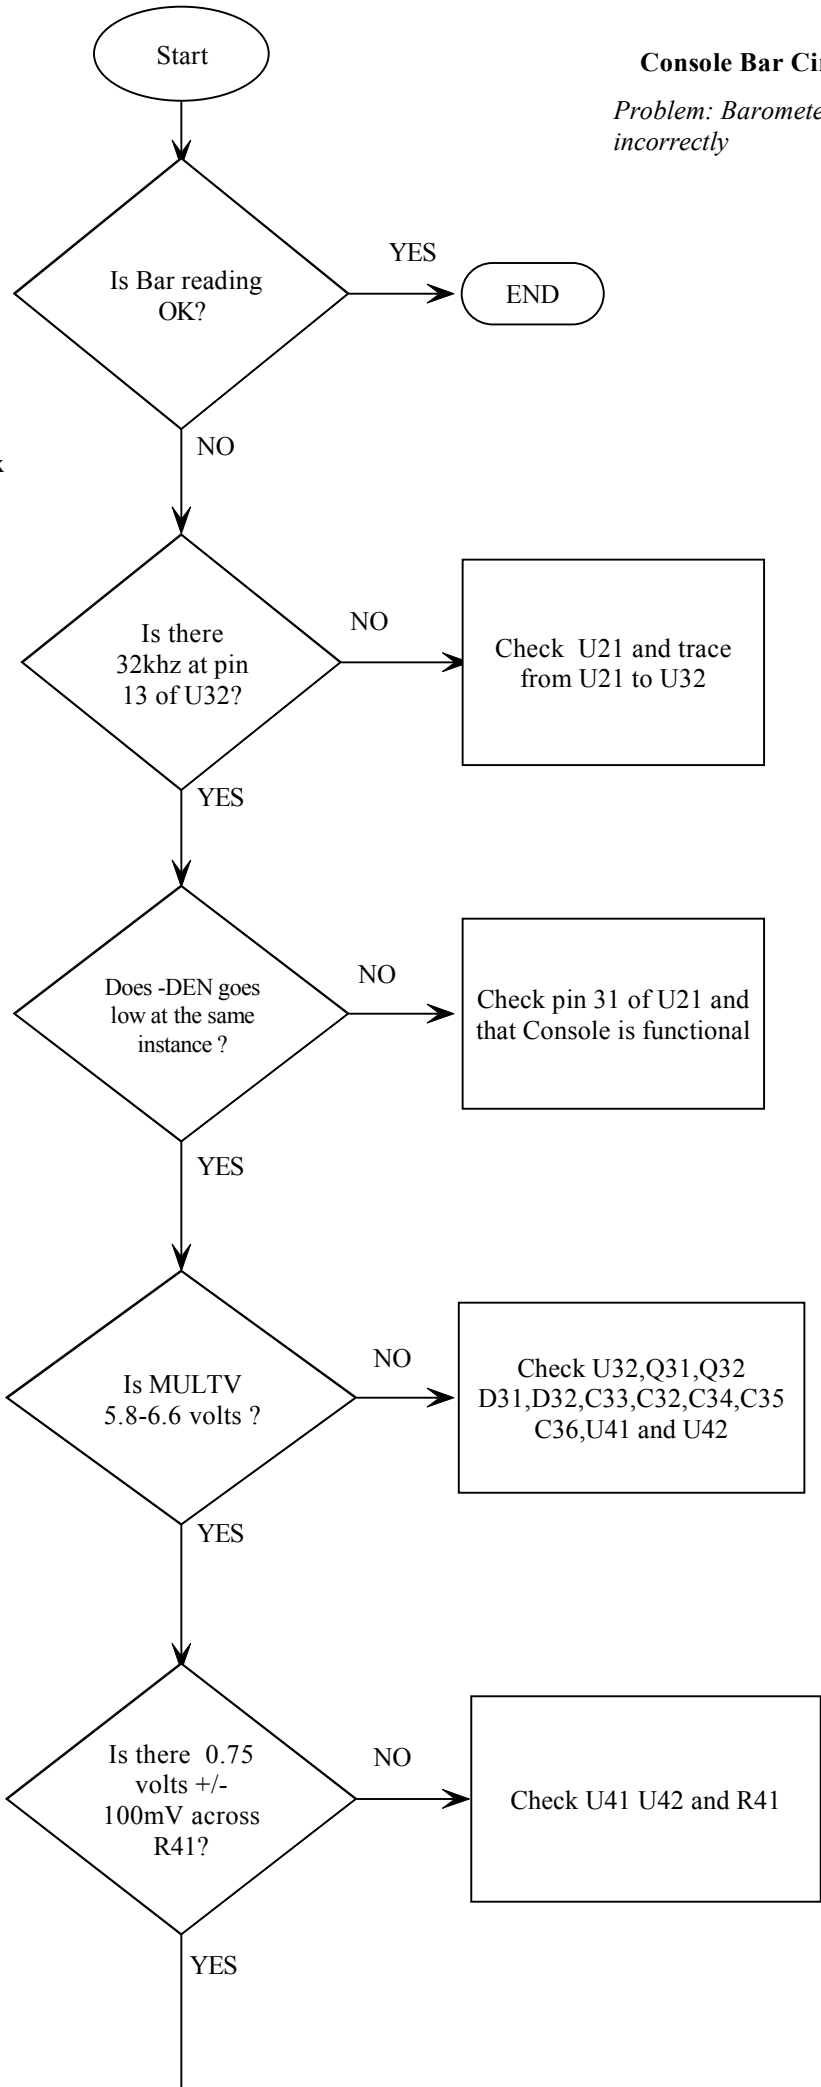 Start
Console Bar Cir
Problem: Baromete
incorrectly
Is Bar reading
OK?
YES
END
NO
Is there
32khz at pin
13 of U32?
NO
Check U21 and trace
from U21 to U32
YES
Does -DEN goes
low at the same
instance ?
NO
Check pin 31 of U21 and
that Console is functional
YES
Is MULTV
5.8-6.6 volts ?
NO
Check U32,Q31,Q32
D31,D32,C33,C32,C34,C35
C36,U41 and U42
YES
Is there 0.75
volts +/-
100mV across
R41?
NO
Check U41 U42 and R41
YES